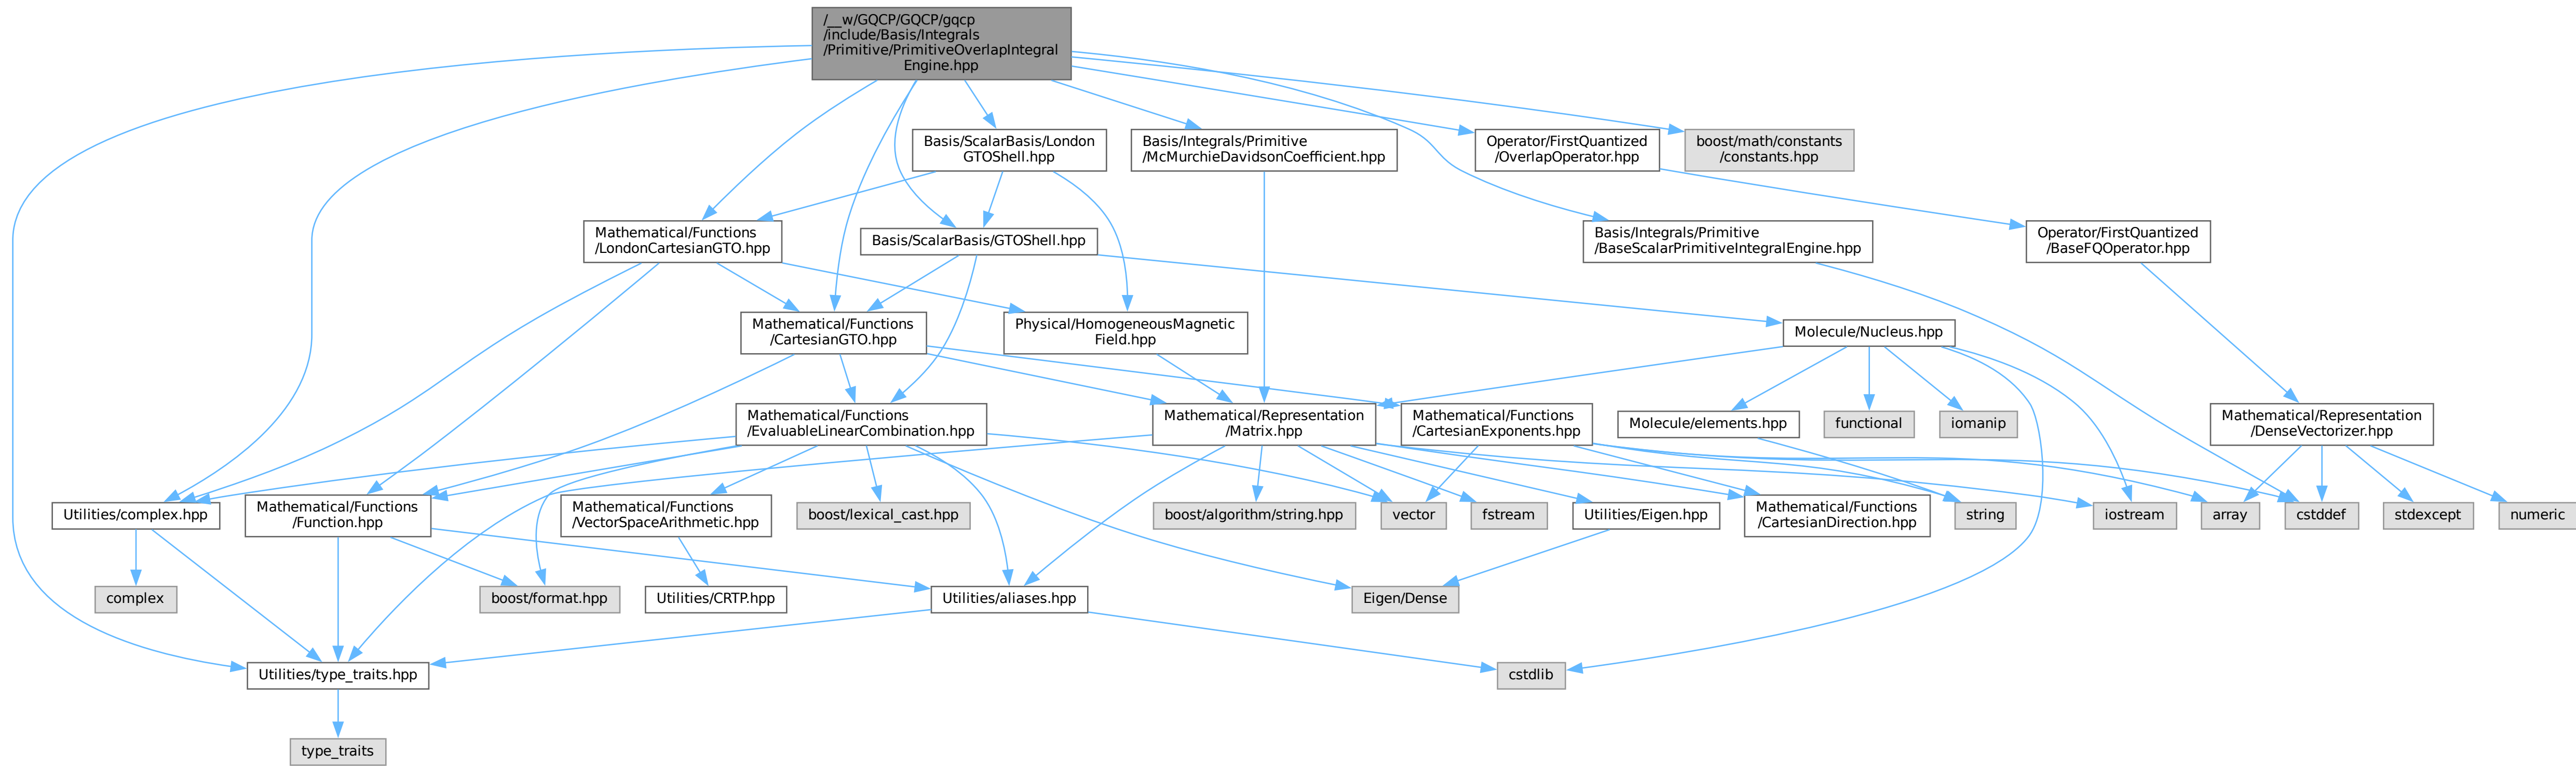 /__w/GQCP/GQCP/gqcp
/include/Basis/Integrals
/Primitive/PrimitiveOverlapIntegral
Engine.hpp
Basis/ScalarBasis/London
GTOShell.hpp
Basis/Integrals/Primitive
/McMurchieDavidsonCoefficient.hpp
Operator/FirstQuantized
/OverlapOperator.hpp
boost/math/constants
/constants.hpp
Mathematical/Functions
/LondonCartesianGTO.hpp
Basis/ScalarBasis/GTOShell.hpp
Basis/Integrals/Primitive
/BaseScalarPrimitiveIntegralEngine.hpp
Operator/FirstQuantized
/BaseFQOperator.hpp
Mathematical/Functions
/CartesianGTO.hpp
Physical/HomogeneousMagnetic
Field.hpp
Molecule/Nucleus.hpp
Mathematical/Functions
/EvaluableLinearCombination.hpp
Mathematical/Representation
/Matrix.hpp
Mathematical/Functions
/CartesianExponents.hpp
Molecule/elements.hpp
functional
iomanip
Mathematical/Representation
/DenseVectorizer.hpp
Utilities/complex.hpp
Mathematical/Functions
/Function.hpp
Mathematical/Functions
/VectorSpaceArithmetic.hpp
boost/lexical_cast.hpp
boost/algorithm/string.hpp
vector
fstream
Utilities/Eigen.hpp
Mathematical/Functions
/CartesianDirection.hpp
string
iostream
array
cstddef
stdexcept
numeric
complex
boost/format.hpp
Utilities/CRTP.hpp
Utilities/aliases.hpp
Eigen/Dense
Utilities/type_traits.hpp
cstdlib
type_traits